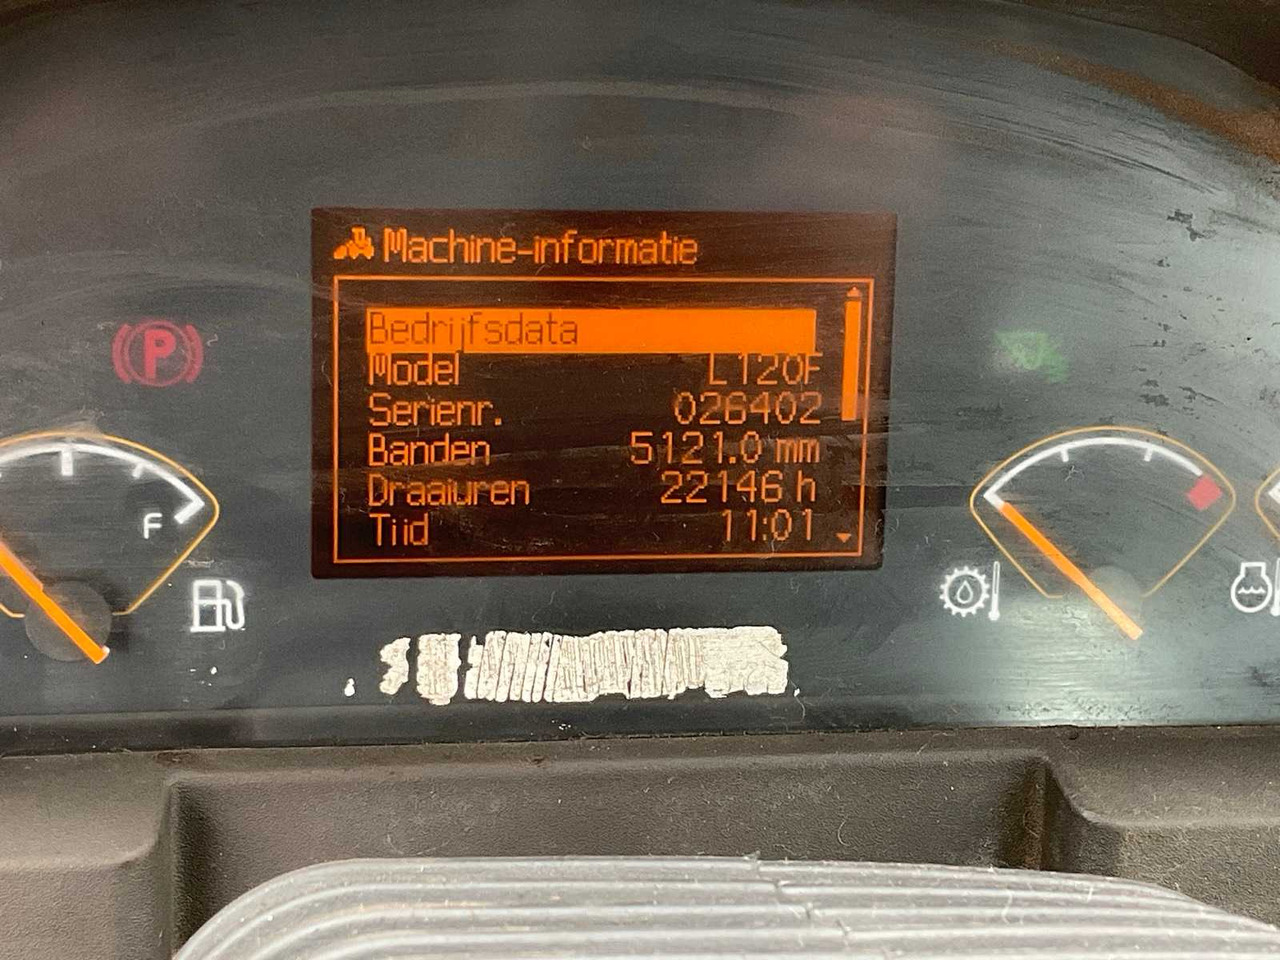 Machine-informatie
Bedrijfsdata
Model L120F
Serienr. 026402
Banden 5121.0 mm
Draaiuren 22146 h
Tijd 11:01
P
F